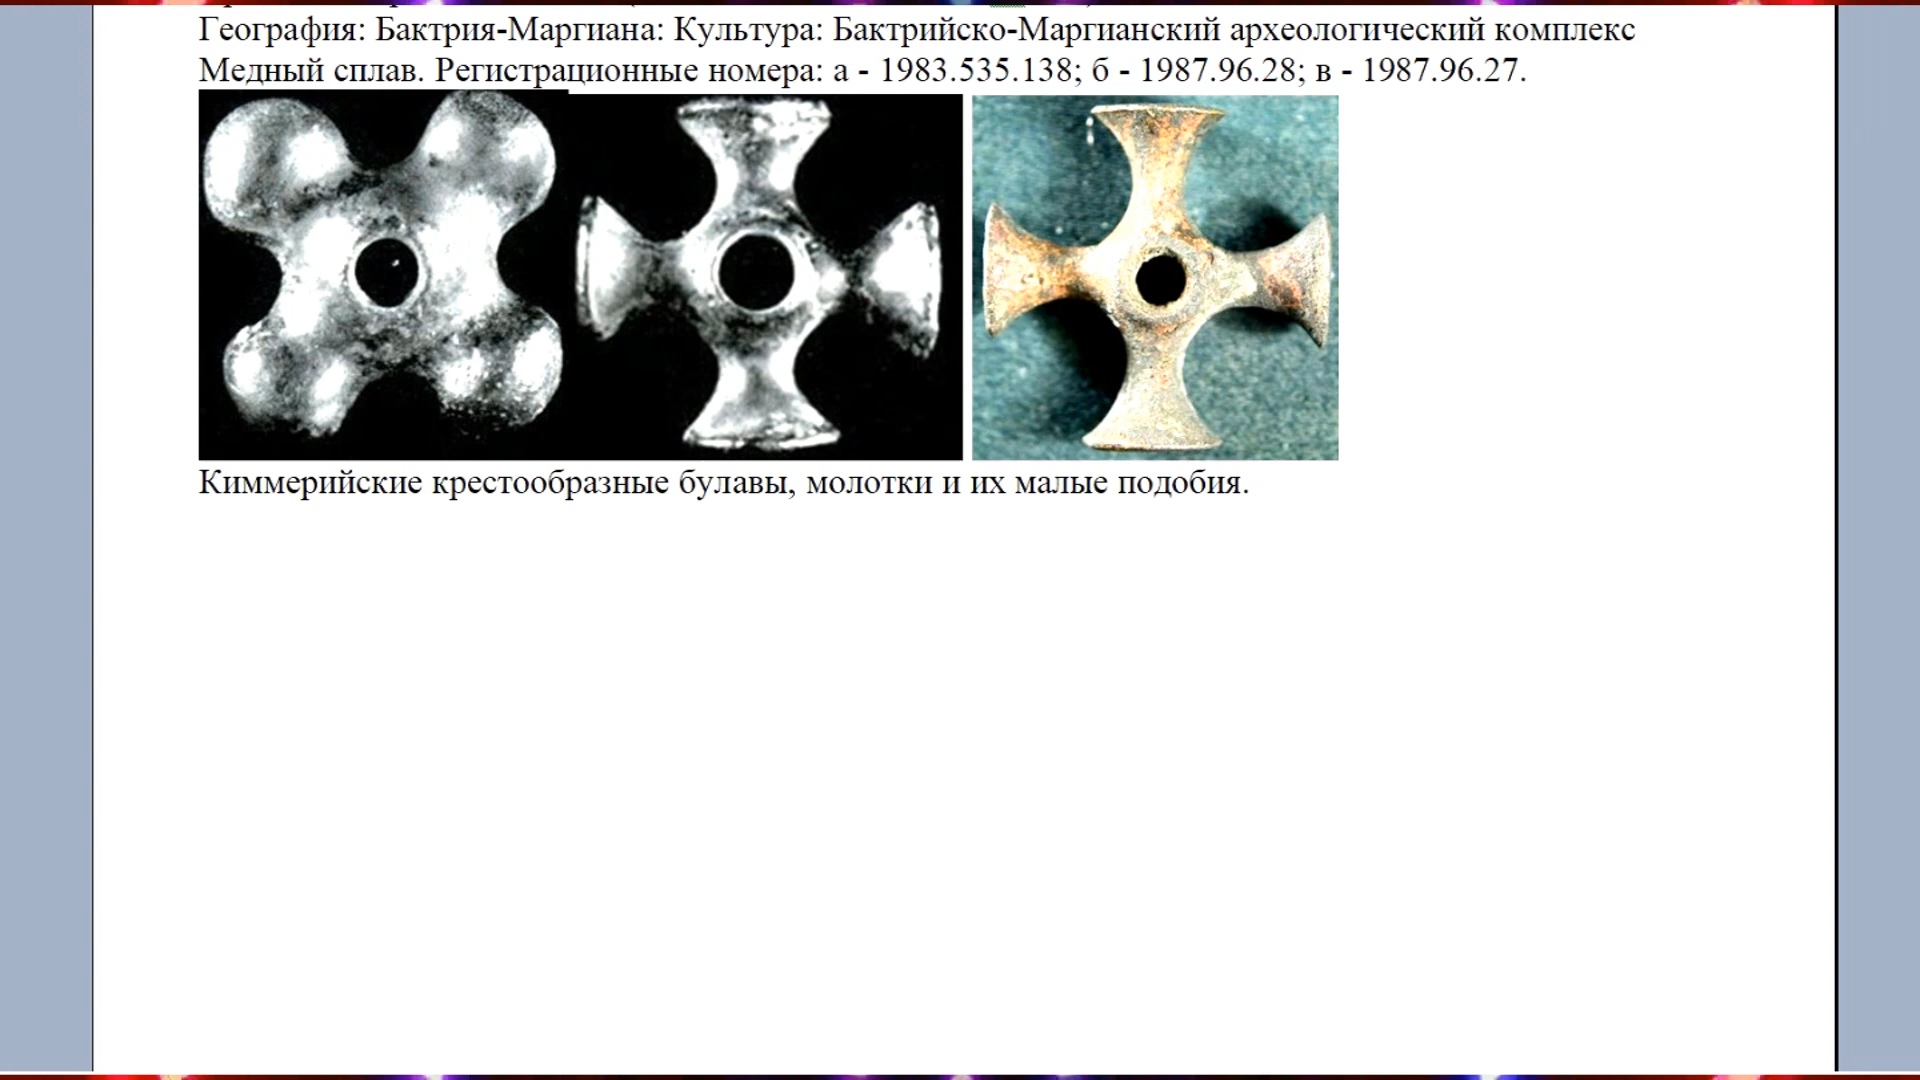 География: Бактрия-Маргиана: Культура: Бактрийско-Маргианский археологический комплекс
Медный сплав. Регистрационные номера: а - 1983.535.138; б - 1987.96.28; в - 1987.96.27.
Киммерийские крестообразные булавы, молотки и их малые подобия.